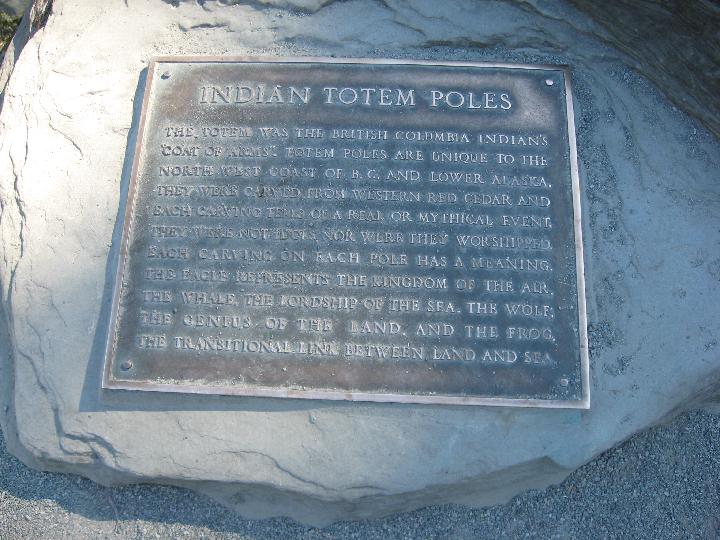 INDIAN TOTEM POLES
THE TOTEM WAS THE BRITISH COLUMBIA INDIAN'S
"COAT OF ARMS". TOTEM POLES ARE UNIQUE TO THE
NORTH WEST COAST OF B.C. AND LOWER ALASKA.
THEY WERE CARVED FROM WESTERN RED CEDAR AND
EACH CARVING TELLS OF A REAL OR MYTHICAL EVENT.
THEY WERE NOT IDOLS, NOR WERE THEY WORSHIPPED.
EACH CARVING ON EACH POLE HAS A MEANING.
THE EAGLE REPRESENTS THE KINGDOM OF THE AIR.
THE WHALE, THE LORDSHIP OF THE SEA. THE WOLF,
THE GENIUS OF THE LAND. AND THE FROG,
THE TRANSITIONAL LINK BETWEEN LAND AND SEA.